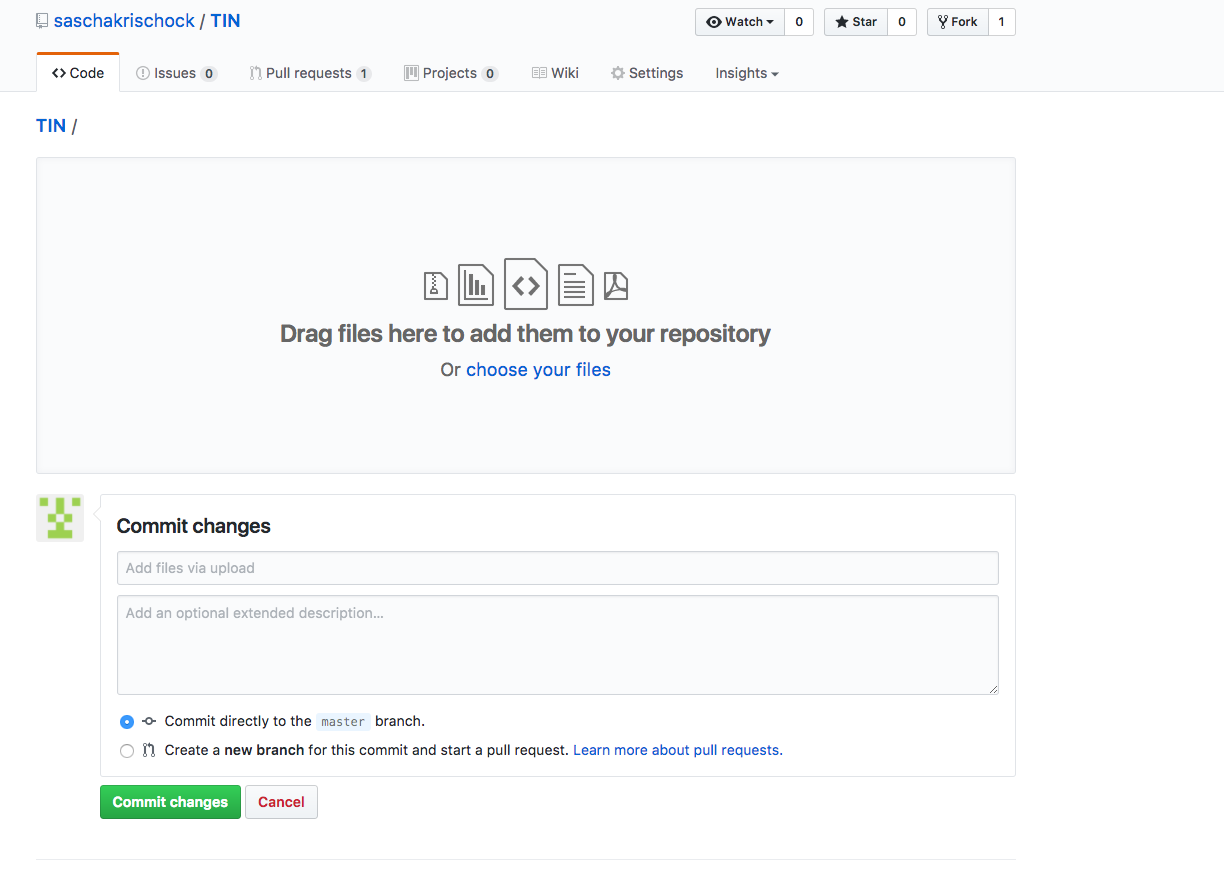 saschakrischock / TIN
Watch 0 Star 0 Fork 1
Code Issues 0 Pull requests 1 Projects 0 Wiki Settings Insights
TIN /
Drag files here to add them to your repository
Or choose your files
Commit changes
Add files via upload
Add an optional extended description...
Commit directly to the master branch.
Create a new branch for this commit and start a pull request. Learn more about pull requests.
Commit changes Cancel